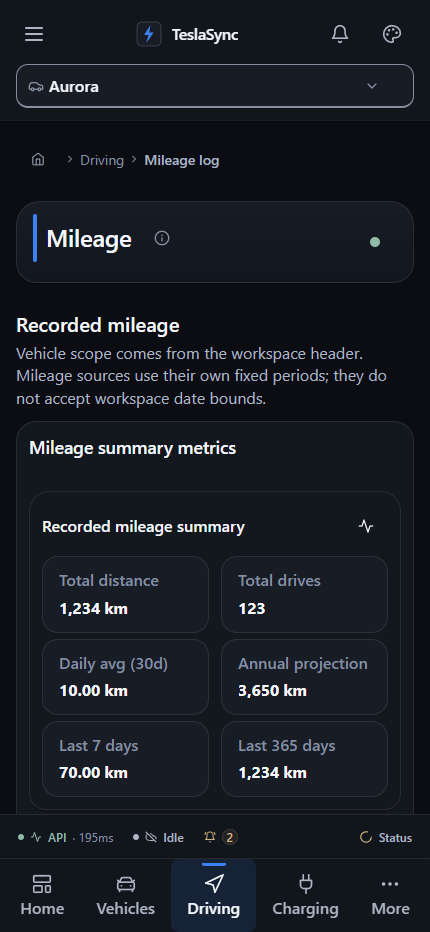 TeslaSync
Aurora
Driving > Mileage log
Mileage
Recorded mileage
Vehicle scope comes from the workspace header.
Mileage sources use their own fixed periods; they do
not accept workspace date bounds.
Mileage summary metrics
Recorded mileage summary
Total distance
1,234 km
Total drives
123
Daily avg (30d)
10.00 km
Annual projection
3,650 km
Last 7 days
70.00 km
Last 365 days
1,234 km
API · 195ms
Idle
2
Status
Home
Vehicles
Driving
Charging
More